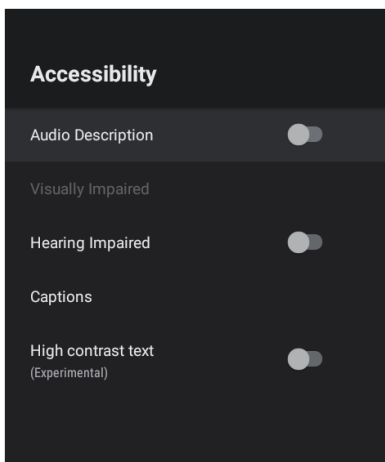 Accessibility
Audio Description
Visually Impaired
Hearing Impaired
Captions
High contrast text
(Experimental)